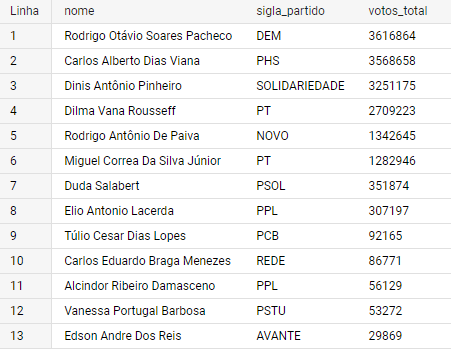 Linha nome sigla_partido votos_total
1 Rodrigo Otávio Soares Pacheco DEM 3616864
2 Carlos Alberto Dias Viana PHS 3568658
3 Dinis Antônio Pinheiro SOLIDARIEDADE 3251175
4 Dilma Vana Rousseff PT 2709223
5 Rodrigo Antônio De Paiva NOVO 1342645
6 Miguel Correa Da Silva Júnior PT 1282946
7 Duda Salabert PSOL 351874
8 Elio Antonio Lacerda PPL 307197
9 Túlio Cesar Dias Lopes PCB 92165
10 Carlos Eduardo Braga Menezes REDE 86771
11 Alcindor Ribeiro Damasceno PPL 56129
12 Vanessa Portugal Barbosa PSTU 53272
13 Edson Andre Dos Reis AVANTE 29869